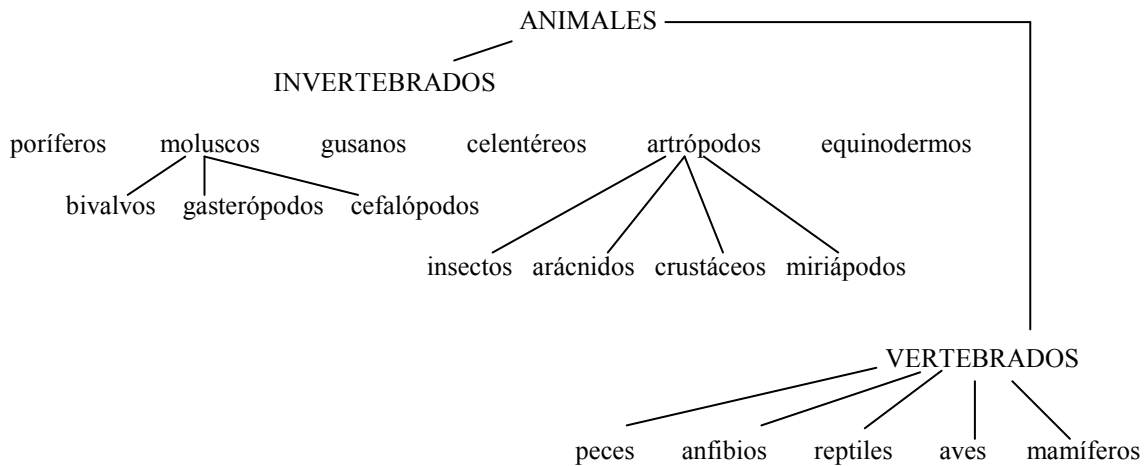 ANIMALES
INVERTEBRADOS
poríferos moluscos gusanos celentéreos artrópodos equinodermos
bivalvos gasterópodos cefalópodos
insectos arácnidos crustáceos miriápodos
VERTEBRADOS
peces anfibios reptiles aves mamíferos